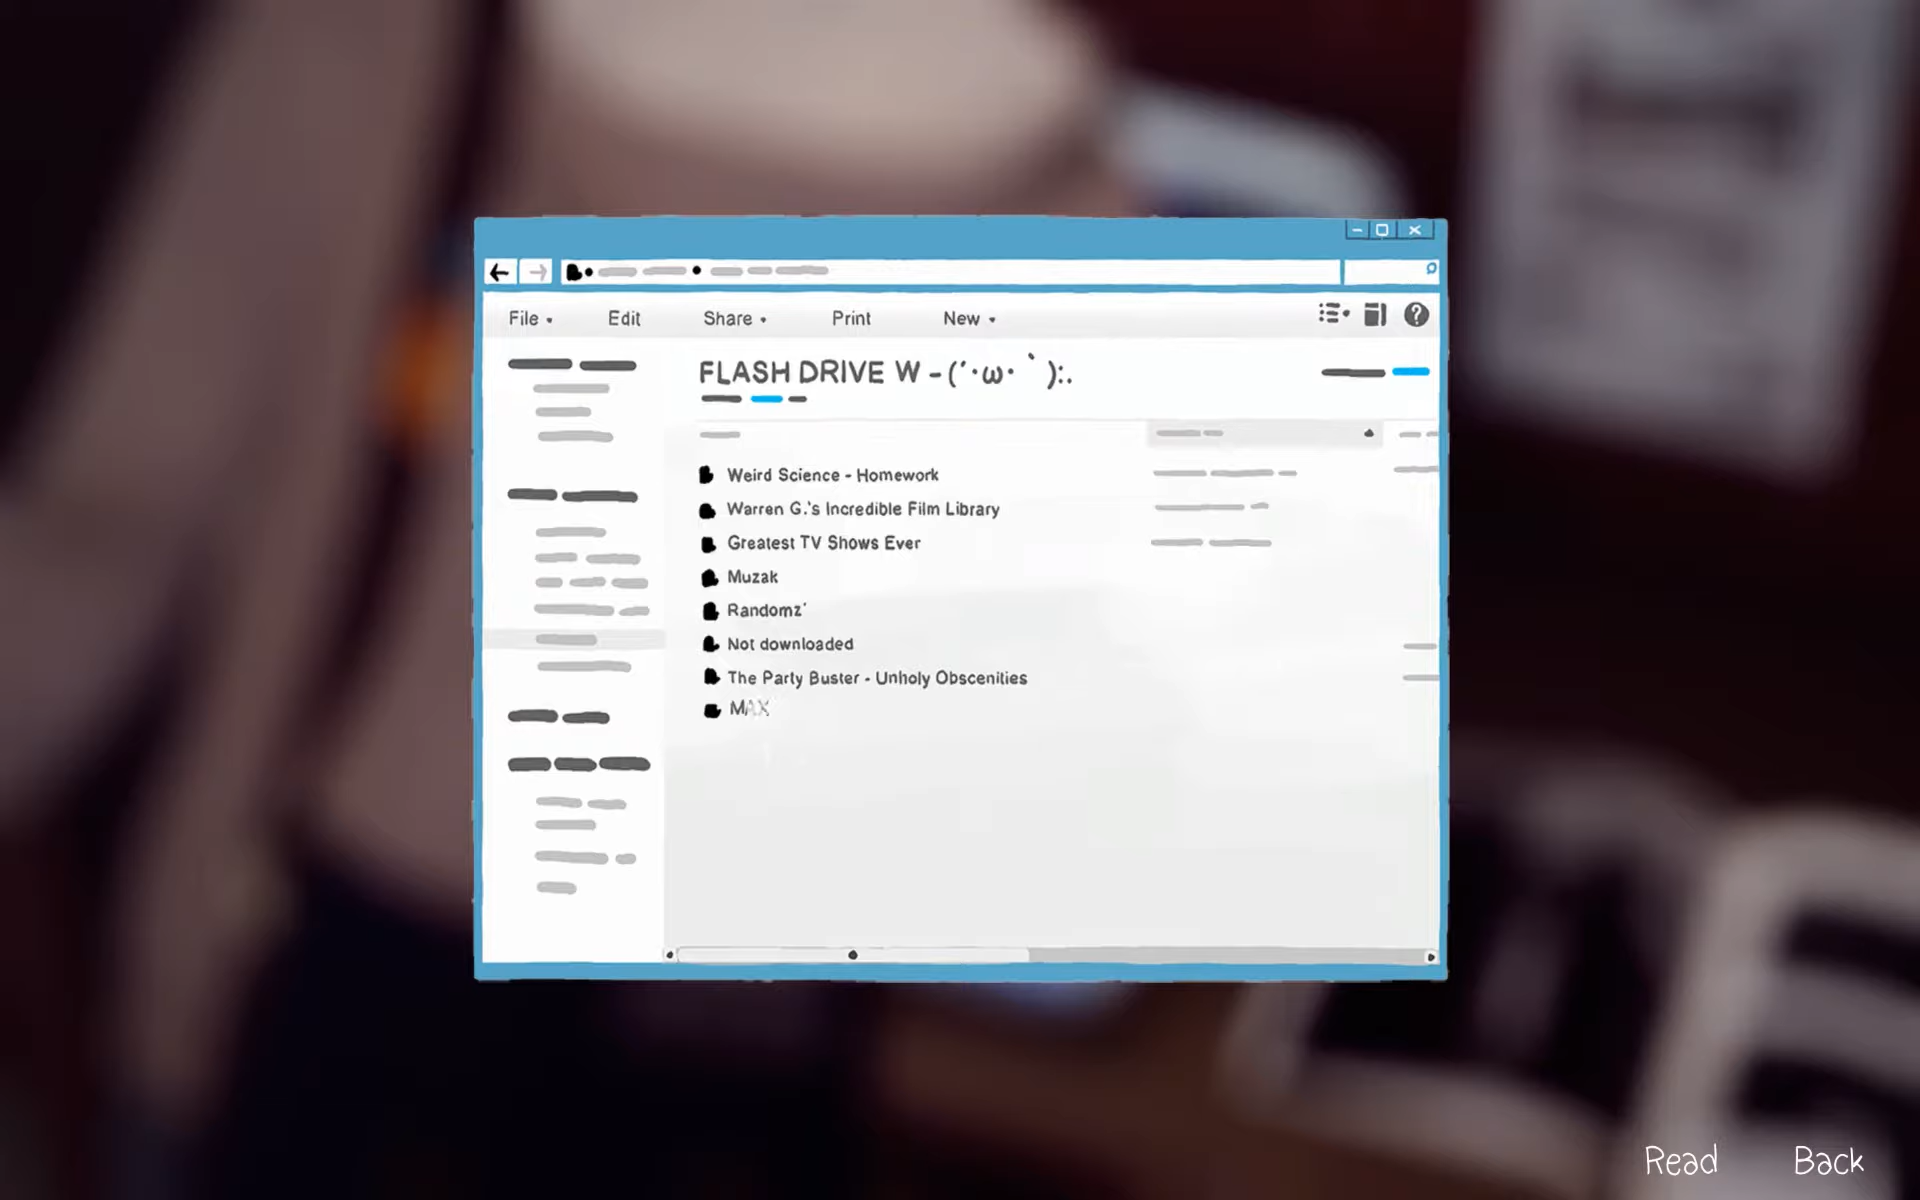 File Edit Share Print New
FLASH DRIVE W - (´･ω･` ):.
Weird Science - Homework
Warren G.'s Incredible Film Library
Greatest TV Shows Ever
Muzak
Randomz'
Not downloaded
The Party Buster - Unholy Obscenities
MAX
Read Back